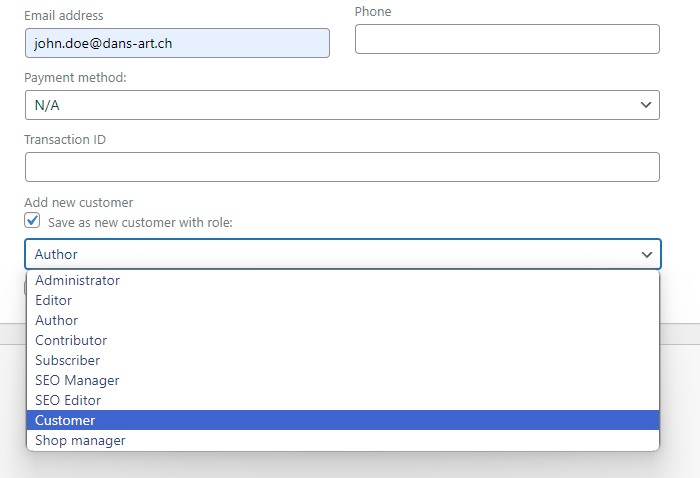 Email address
Phone
john.doe@dans-art.ch
Payment method:
N/A
Transaction ID
Add new customer
Save as new customer with role:
Author
Administrator
Editor
Author
Contributor
Subscriber
SEO Manager
SEO Editor
Customer
Shop manager